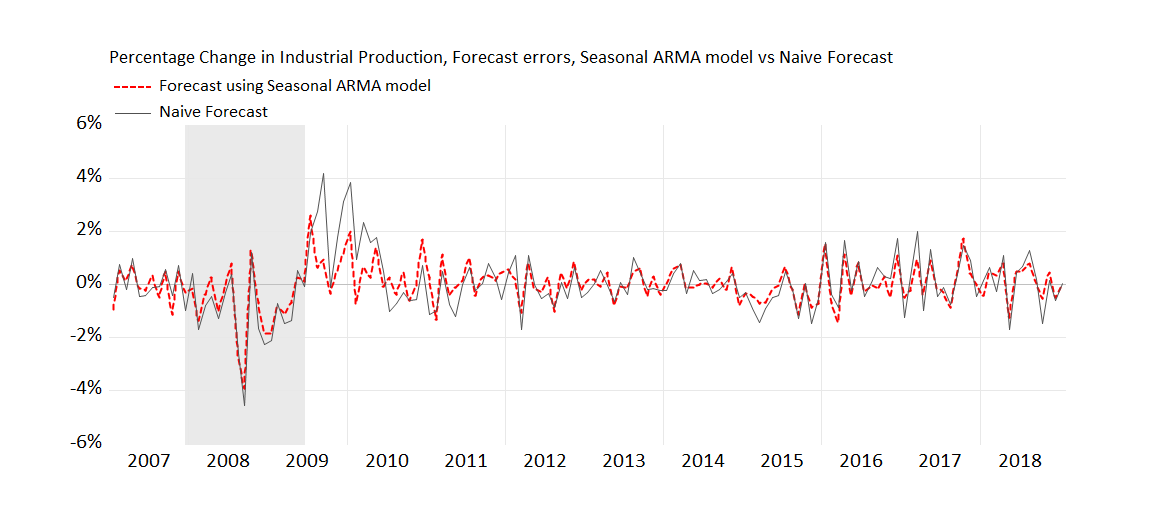 Percentage Change in Industrial Production, Forecast errors, Seasonal ARMA model vs Naive Forecast
Forecast using Seasonal ARMA model
Naive Forecast
6%
4%
2%
0%
-2%
-4%
-6%
2007 2008 2009 2010 2011 2012 2013 2014 2015 2016 2017 2018